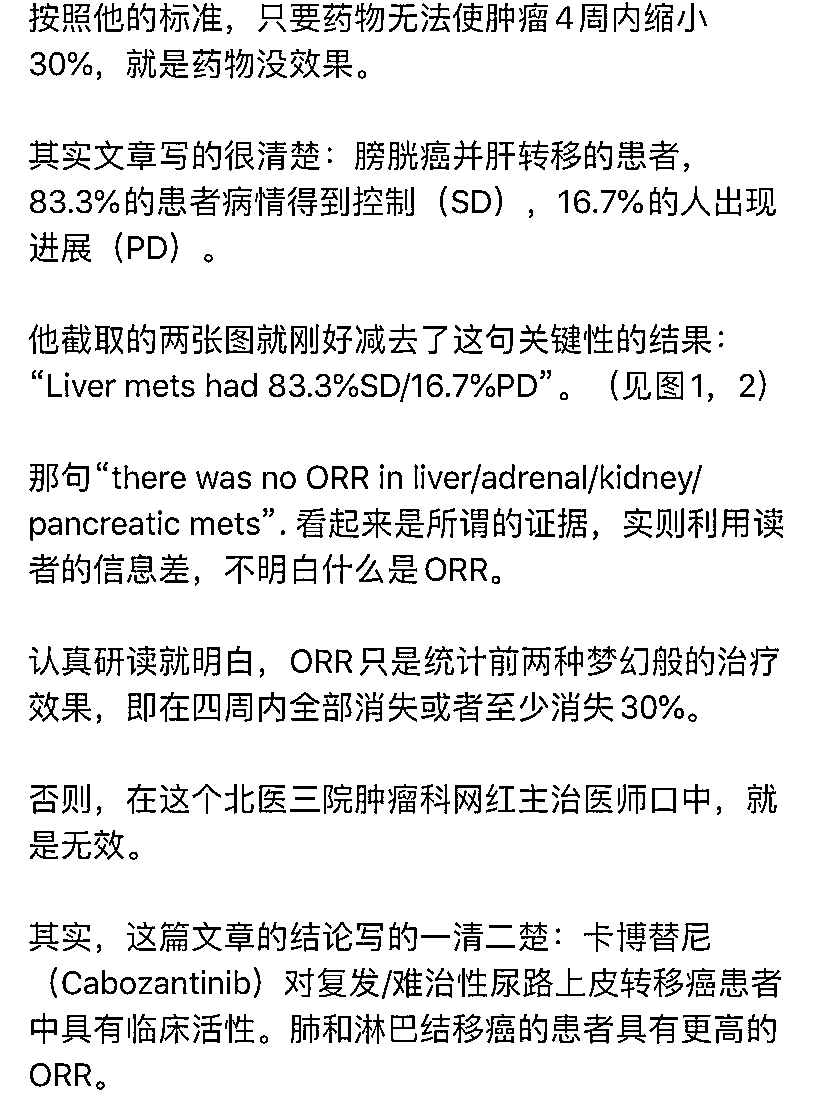 按照他的标准，只要药物无法使肿瘤4周内缩小
30%，就是药物没效果。
其实文章写的很清楚：膀胱癌并肝转移的患者，
83.3%的患者病情得到控制（SD），16.7%的人出现
进展（PD）。
他截取的两张图就刚好减去了这句关键性的结果：
“Liver mets had 83.3%SD/16.7%PD”。（见图1，2）
那句“there was no ORR in liver/adrenal/kidney/
pancreatic mets”. 看起来是所谓的证据，实则利用读
者的信息差，不明白什么是ORR。
认真研读就明白，ORR只是统计前两种梦幻般的治疗
效果，即在四周内全部消失或者至少消失30%。
否则，在这个北医三院肿瘤科网红主治医师口中，就
是无效。
其实，这篇文章的结论写的一清二楚：卡博替尼
（Cabozantinib）对复发/难治性尿路上皮转移癌患者
中具有临床活性。肺和淋巴结移癌的患者具有更高的
ORR。